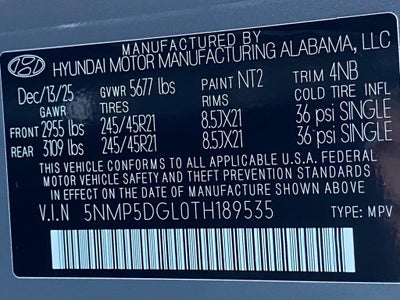 MANUFACTURED BY
HYUNDAI MOTOR MANUFACTURING ALABAMA, LLC
Dec/13/25 GVWR 5677 lbs PAINT NT2 TRIM 4NB
GAWR TIRES RIMS COLD TIRE INFL
FRONT 2955 lbs 245/45R21 8.5JX21 36 psi SINGLE
REAR 3109 lbs 245/45R21 8.5JX21 36 psi SINGLE
THIS VEHICLE CONFORMS TO ALL APPLICABLE U.S.A. FEDERAL
MOTOR VEHICLE SAFETY AND THEFT PREVENTION STANDARDS
IN EFFECT ON THE DATE OF MANUFACTURE SHOWN ABOVE.
V.I.N 5NMP5DGL0TH189535 TYPE: MPV